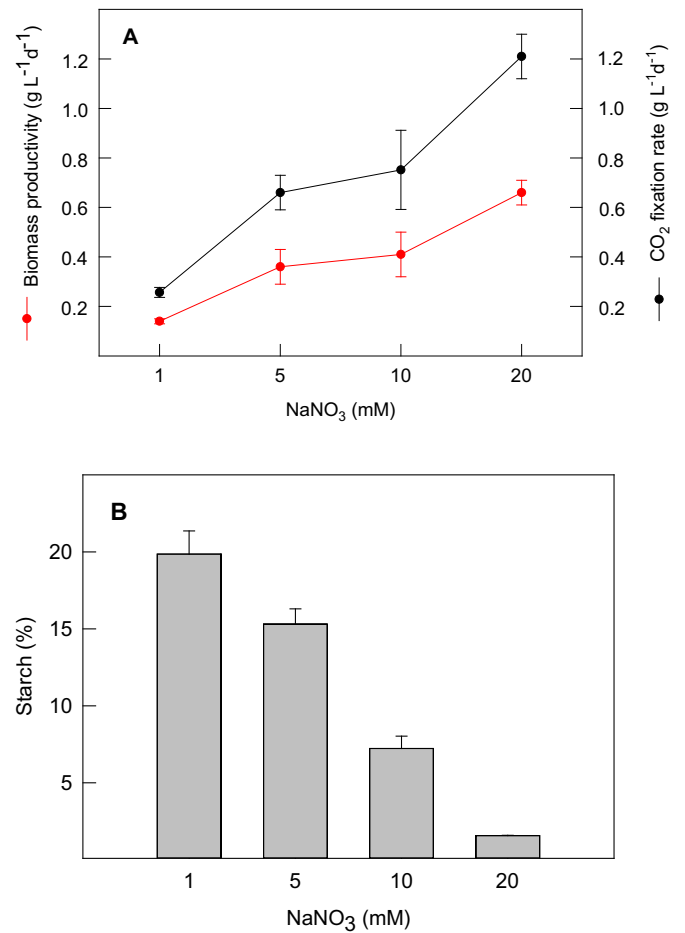 A
Biomass productivity (g L⁻¹d⁻¹)
1.2
1.0
0.8
0.6
0.4
0.2
1.2
1.0
0.8
0.6
0.4
0.2
CO₂ fixation rate (g L⁻¹d⁻¹)
1 5 10 20
NaNO₃ (mM)
B
Starch (%)
20
15
10
5
1 5 10 20
NaNO₃ (mM)